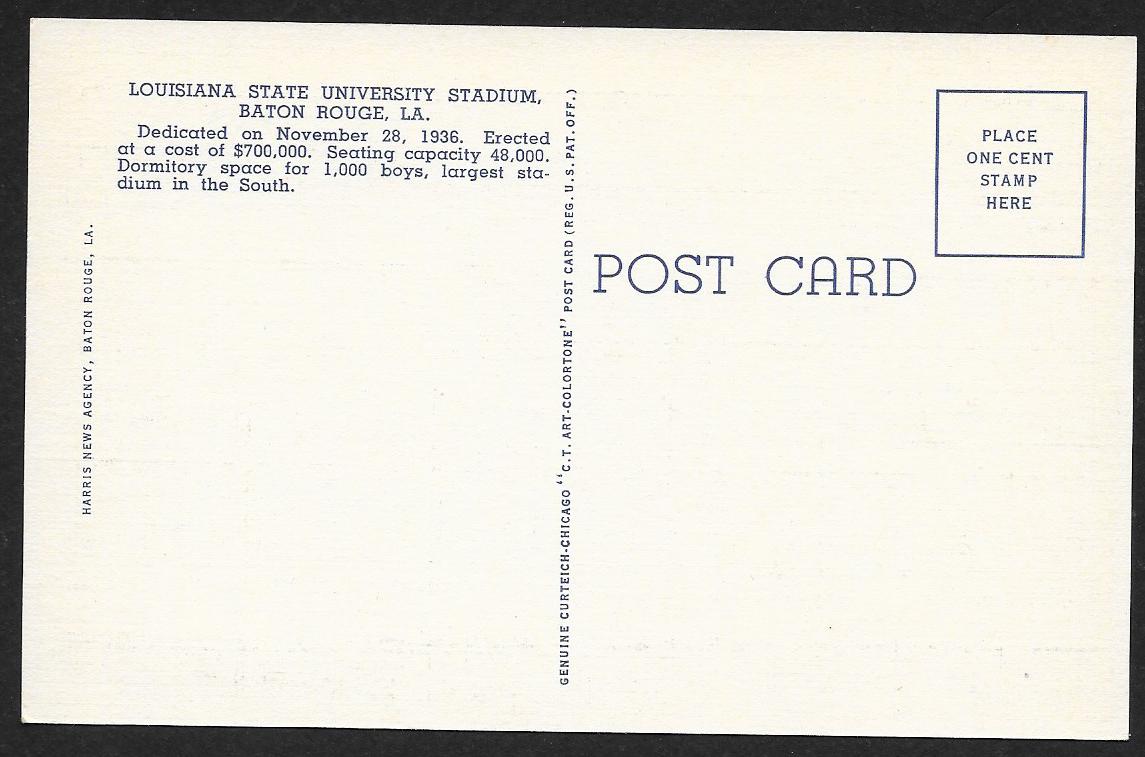 LOUISIANA STATE UNIVERSITY STADIUM,
BATON ROUGE, LA.
Dedicated on November 28, 1936. Erected
at a cost of $700,000. Seating capacity 48,000.
Dormitory space for 1,000 boys, largest sta-
dium in the South.
HARRIS NEWS AGENCY, BATON ROUGE, LA.
GENUINE CURTEICH-CHICAGO "C.T. ART-COLORTONE" POST CARD (REG. U.S. PAT. OFF.)
POST CARD
PLACE
ONE CENT
STAMP
HERE